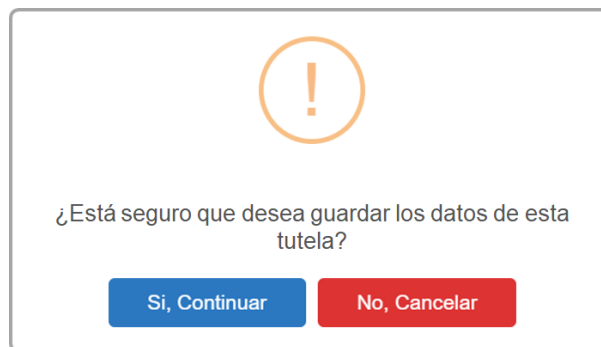 ¿Está seguro que desea guardar los datos de esta
tutela?
Si, Continuar
No, Cancelar